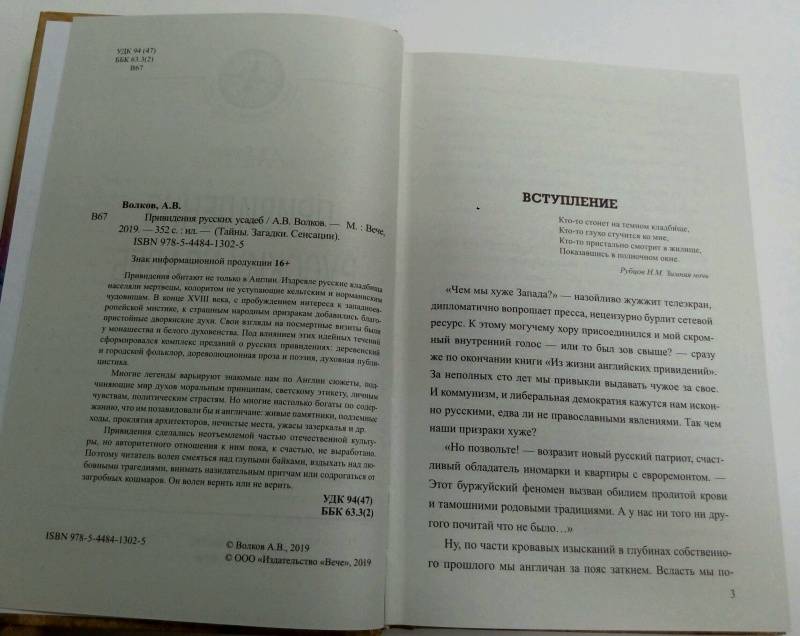 УДК 94 (47)
ББК 63.3(2)
В67
Волков, А.В.
В67
Привидения русских усадеб / А.В. Волков. — М. : Вече,
2019. — 352 с. : ил. — (Тайны. Загадки. Сенсации).
ISBN 978-5-4484-1302-5
Знак информационной продукции 16+
Привидения обитают не только в Англии. Издревле русские кладбища
населяли мертвецы, колоритом не уступающие кельтским и норманнским
чудовищам. В конце XVIII века, с пробуждением интереса к западноев-
ропейской мистике, к страшным народным призракам добавились благо-
пристойные дворянские духи. Свои взгляды на посмертные визиты были
у монашества и белого духовенства. Под влиянием этих идейных течений
сформировался комплекс преданий о русских привидениях: деревенский
и городской фольклор, дореволюционная проза и поэзия, духовная публи-
цистика.
Многие легенды варьируют знакомые нам по Англии сюжеты, под-
чиняющие мир духов моральным принципам, светскому этикету, личным
чувствам, политическим страстям. Но многие настолько богаты по содер-
жанию, что им позавидовали бы и англичане: живые памятники, подземные
ходы, проклятия архитекторов, нечистые места, ужасы зазеркалья и др.
Привидения сделались неотъемлемой частью отечественной культу-
ры, но авторитетного отношения к ним пока, к счастью, не выработано.
Поэтому читатель волен смеяться над глупыми байками, вздыхать над лю-
бовными трагедиями, внимать назидательным притчам или содрогаться от
загробных кошмаров. Он волен верить или не верить.
УДК 94(47)
ББК 63.3(2)
ISBN 978-5-4484-1302-5
© Волков А.В., 2019
© ООО «Издательство «Вече», 2019
ВСТУПЛЕНИЕ
Кто-то стонет на темном кладбище,
Кто-то глухо стучится ко мне,
Кто-то пристально смотрит в жилище,
Показавшись в полночном окне.
Рубцов Н.М. Зимняя ночь
«Чем мы хуже Запада?» — назойливо жужжит телеэкран,
дипломатично вопрошает пресса, нецензурно бурлит сетевой
ресурс. К этому могучему хору присоединился и мой скром-
ный внутренний голос — или то был зов свыше? — сразу
же по окончании книги «Из жизни английских привидений».
За неполных сто лет мы привыкли выдавать чужое за свое.
И коммунизм, и либеральная демократия кажутся нам искон-
но русскими, едва ли не православными явлениями. Так чем
наши призраки хуже?
«Но позвольте! — возразит новый русский патриот, счаст-
ливый обладатель иномарки и квартиры с евроремонтом. —
Этот буржуйский феномен вызван обилием пролитой крови
и тамошними родовыми традициями. А у нас ни того ни дру-
гого почитай что не было...»
Ну, по части кровавых изысканий в глубинах собственно-
го прошлого мы англичан за пояс заткнем. Всласть мы по-
3